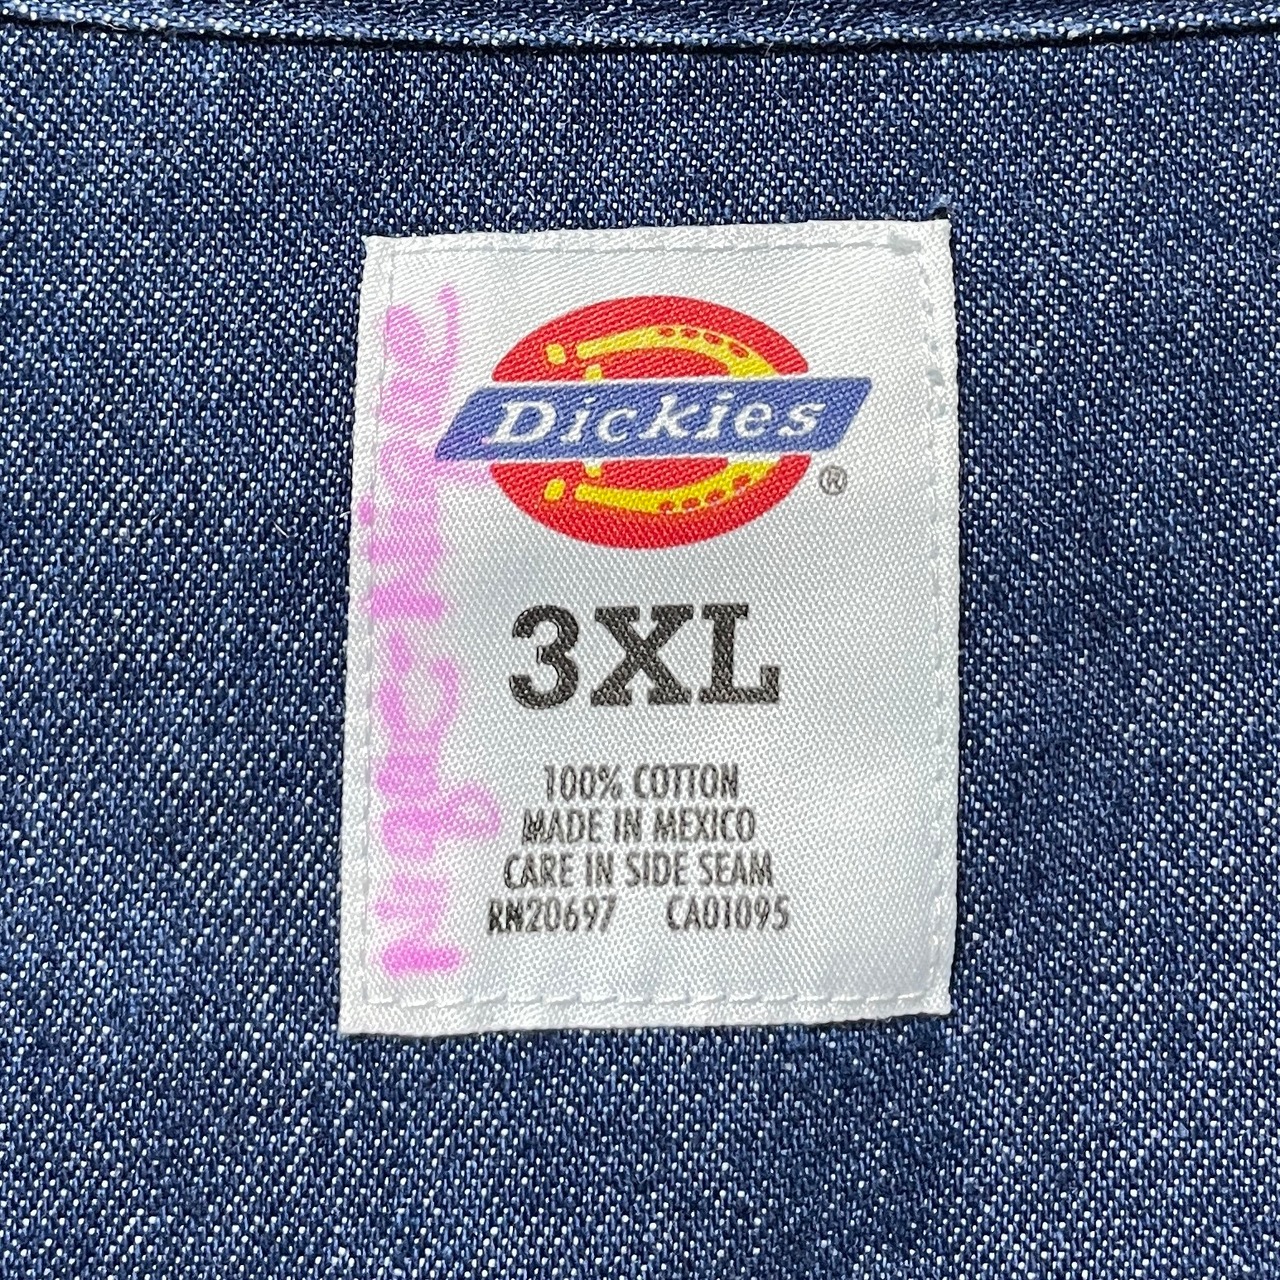 Dickies®
3XL
100% COTTON
MADE IN MEXICO
CARE IN SIDE SEAM
RN20697 CA01095